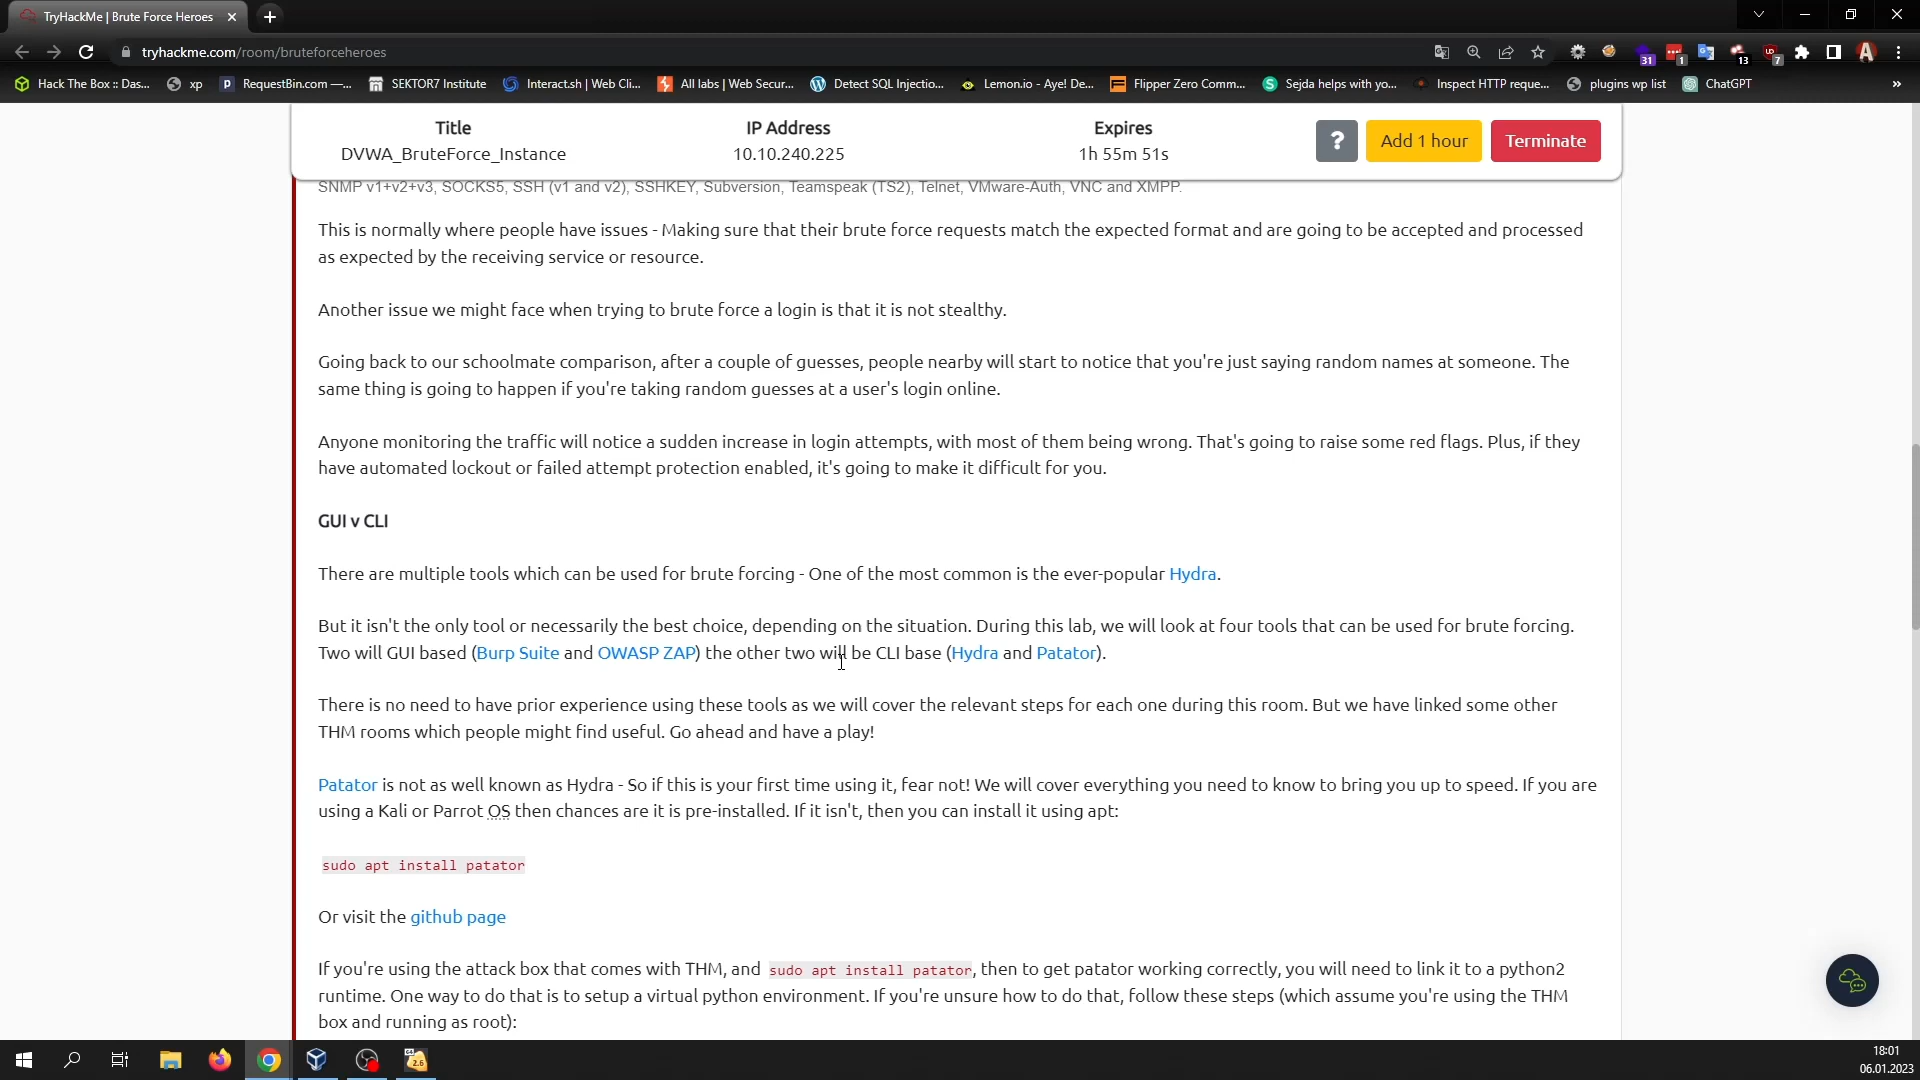 TryHackMe | Brute Force Heroes
tryhackme.com/room/bruteforceheroes
31
1
13
7
Hack The Box :: Das...
xp
RequestBin.com —...
SEKTOR7 Institute
Interact.sh | Web Cli...
All labs | Web Secur...
Detect SQL Injectio...
Lemon.io - Aye! De...
Flipper Zero Comm...
Sejda helps with yo...
Inspect HTTP reque...
plugins wp list
ChatGPT
»
Title
IP Address
Expires
DVWA_BruteForce_Instance
10.10.240.225
1h 55m 51s
?
Add 1 hour
Terminate
SNMP v1+v2+v3, SOCKS5, SSH (v1 and v2), SSHKEY, Subversion, Teamspeak (TS2), Telnet, VMware-Auth, VNC and XMPP.
This is normally where people have issues - Making sure that their brute force requests match the expected format and are going to be accepted and processed
as expected by the receiving service or resource.
Another issue we might face when trying to brute force a login is that it is not stealthy.
Going back to our schoolmate comparison, after a couple of guesses, people nearby will start to notice that you're just saying random names at someone. The
same thing is going to happen if you're taking random guesses at a user's login online.
Anyone monitoring the traffic will notice a sudden increase in login attempts, with most of them being wrong. That's going to raise some red flags. Plus, if they
have automated lockout or failed attempt protection enabled, it's going to make it difficult for you.
GUI v CLI
There are multiple tools which can be used for brute forcing - One of the most common is the ever-popular Hydra.
But it isn't the only tool or necessarily the best choice, depending on the situation. During this lab, we will look at four tools that can be used for brute forcing.
Two will GUI based (Burp Suite and OWASP ZAP) the other two will be CLI base (Hydra and Patator).
There is no need to have prior experience using these tools as we will cover the relevant steps for each one during this room. But we have linked some other
THM rooms which people might find useful. Go ahead and have a play!
Patator is not as well known as Hydra - So if this is your first time using it, fear not! We will cover everything you need to know to bring you up to speed. If you are
using a Kali or Parrot OS then chances are it is pre-installed. If it isn't, then you can install it using apt:
sudo apt install patator
Or visit the github page
If you're using the attack box that comes with THM, and sudo apt install patator, then to get patator working correctly, you will need to link it to a python2
runtime. One way to do that is to setup a virtual python environment. If you're unsure how to do that, follow these steps (which assume you're using the THM
box and running as root):
2.6
18:01
06.01.2023